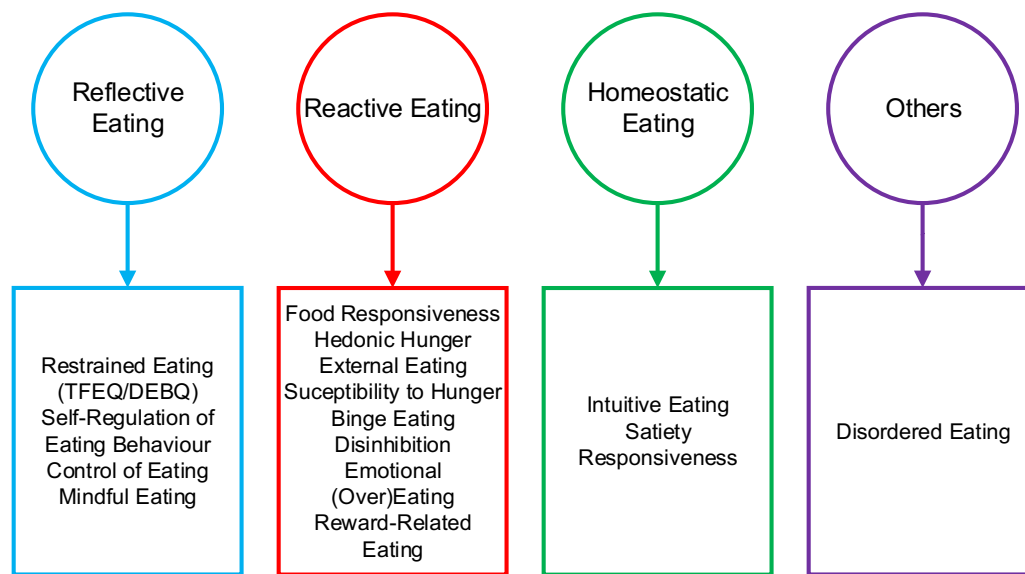 Reflective
Eating
Reactive Eating
Homeostatic
Eating
Others
Restrained Eating
(TFEQ/DEBQ)
Self-Regulation of
Eating Behaviour
Control of Eating
Mindful Eating
Food Responsiveness
Hedonic Hunger
External Eating
Suceptibility to Hunger
Binge Eating
Disinhibition
Emotional
(Over)Eating
Reward-Related
Eating
Intuitive Eating
Satiety
Responsiveness
Disordered Eating